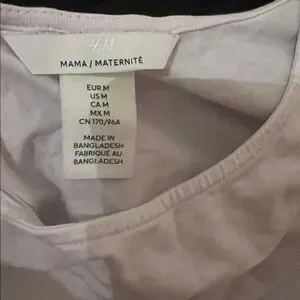 H&M
MAMA / MATERNITÉ
EUR M
US M
CA M
MX M
CN 170/96A
MADE IN
BANGLADESH
FABRIQUÉ AU
BANGLADESH